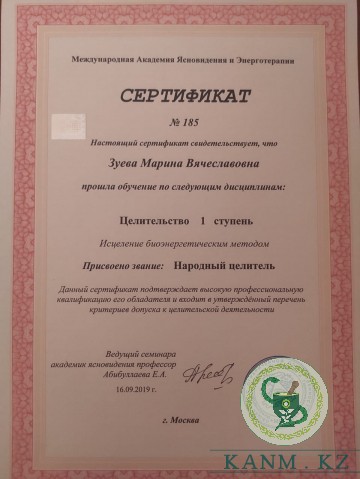 Международная Академия Ясновидения и Энерготерапии
СЕРТИФИКАТ
№ 185
Настоящий сертификат свидетельствует, что
Зуева Марина Вячеславовна
прошла обучение по следующим дисциплинам:
Целительство 1 ступень
Исцеление биоэнергетическим методом
Присвоено звание: Народный целитель
Данный сертификат подтверждает высокую профессиональную
квалификацию его обладателя и входит в утверждённый перечень
критериев допуска к целительской деятельности
Ведущий семинара
академик ясновидения профессор
Абибуллаева Е.А.
16.09.2019 г.
г. Москва
KANM.KZ